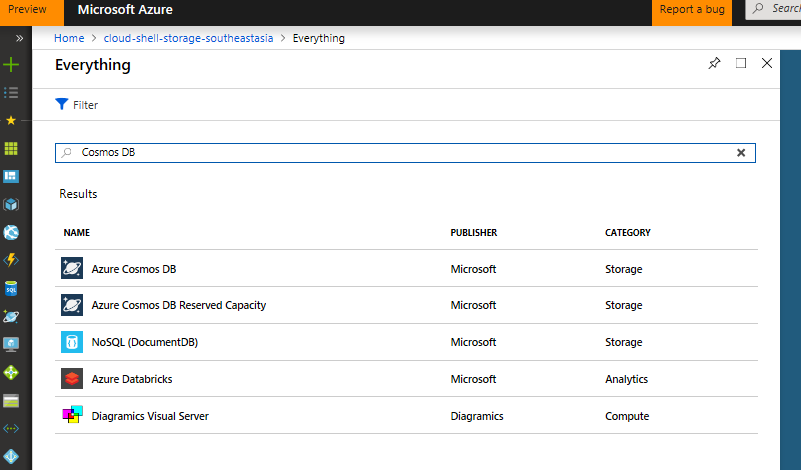 Preview Microsoft Azure Report a bug Searc
» Home > cloud-shell-storage-southeastasia > Everything
Everything
Filter
Cosmos DB
Results
NAME PUBLISHER CATEGORY
Azure Cosmos DB Microsoft Storage
Azure Cosmos DB Reserved Capacity Microsoft Storage
NoSQL (DocumentDB) Microsoft Storage
Azure Databricks Microsoft Analytics
Diagramics Visual Server Diagramics Compute
SQL